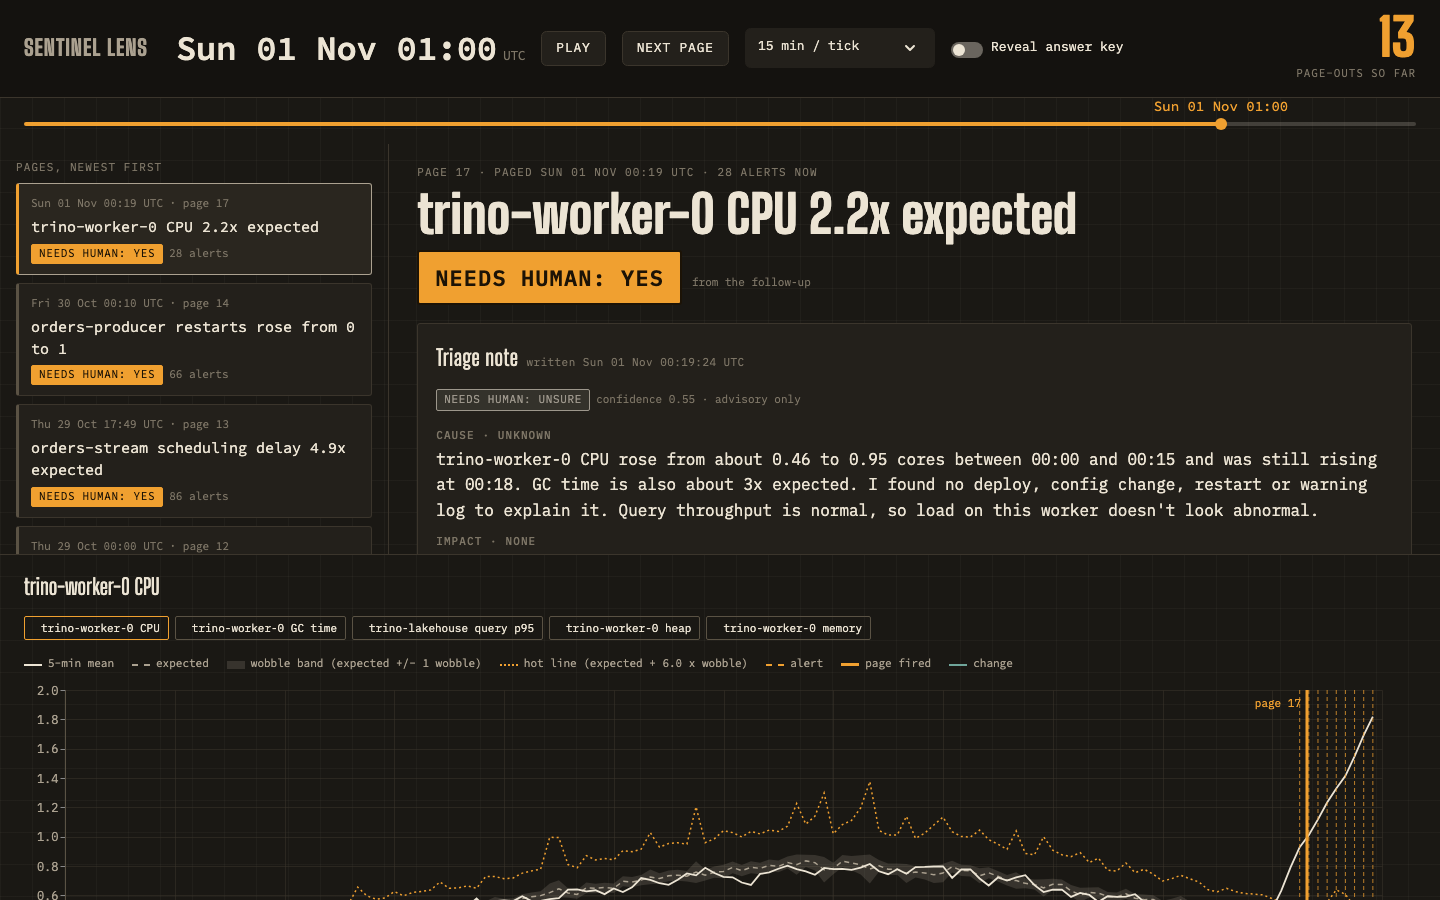 SENTINEL LENS
Sun 01 Nov 01:00 UTC
PLAY
NEXT PAGE
15 min / tick
Reveal answer key
13
PAGE-OUTS SO FAR
Sun 01 Nov 01:00
PAGES, NEWEST FIRST
Sun 01 Nov 00:19 UTC · page 17
trino-worker-0 CPU 2.2x expected
NEEDS HUMAN: YES 28 alerts
Fri 30 Oct 00:10 UTC · page 14
orders-producer restarts rose from 0
to 1
NEEDS HUMAN: YES 66 alerts
Thu 29 Oct 17:49 UTC · page 13
orders-stream scheduling delay 4.9x
expected
NEEDS HUMAN: YES 86 alerts
Thu 29 Oct 00:00 UTC · page 12
PAGE 17 · PAGED SUN 01 NOV 00:19 UTC · 28 ALERTS NOW
trino-worker-0 CPU 2.2x expected
NEEDS HUMAN: YES from the follow-up
Triage note written Sun 01 Nov 00:19:24 UTC
NEEDS HUMAN: UNSURE confidence 0.55 · advisory only
CAUSE · UNKNOWN
trino-worker-0 CPU rose from about 0.46 to 0.95 cores between 00:00 and 00:15 and was still rising
at 00:18. GC time is also about 3x expected. I found no deploy, config change, restart or warning
log to explain it. Query throughput is normal, so load on this worker doesn't look abnormal.
IMPACT · NONE
trino-worker-0 CPU
trino-worker-0 CPU
trino-worker-0 GC time
trino-lakehouse query p95
trino-worker-0 heap
trino-worker-0 memory
5-min mean
expected
wobble band (expected +/- 1 wobble)
hot line (expected + 6.0 x wobble)
alert
page fired
change
page 17
2.0
1.8
1.6
1.4
1.2
1.0
0.8
0.6